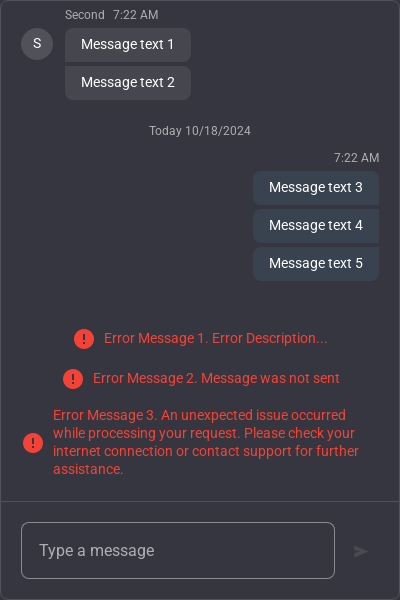 Second 7:22 AM
S
Message text 1
Message text 2
Today 10/18/2024
7:22 AM
Message text 3
Message text 4
Message text 5
Error Message 1. Error Description...
Error Message 2. Message was not sent
Error Message 3. An unexpected issue occurred
while processing your request. Please check your
internet connection or contact support for further
assistance.
Type a message